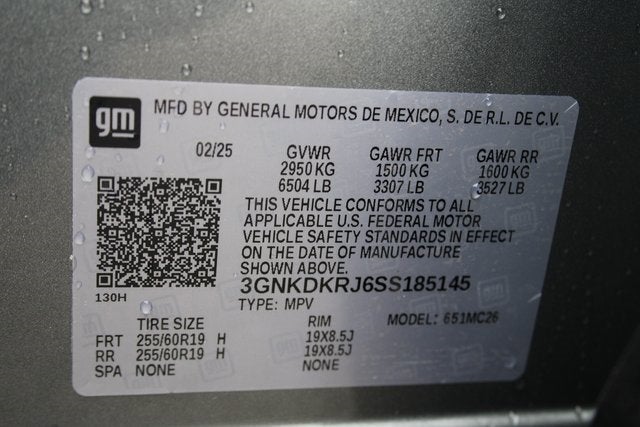 gm
MFD BY GENERAL MOTORS DE MEXICO, S. DE R.L. DE C.V.
02/25 GVWR GAWR FRT GAWR RR
2950 KG 1500 KG 1600 KG
6504 LB 3307 LB 3527 LB
THIS VEHICLE CONFORMS TO ALL
APPLICABLE U.S. FEDERAL MOTOR
VEHICLE SAFETY STANDARDS IN EFFECT
ON THE DATE OF MANUFACTURE
SHOWN ABOVE.
3GNKDKRJ6SS185145
130H
TYPE: MPV MODEL: 651MC26
TIRE SIZE RIM
FRT 255/60R19 H 19X8.5J
RR 255/60R19 H 19X8.5J
SPA NONE NONE